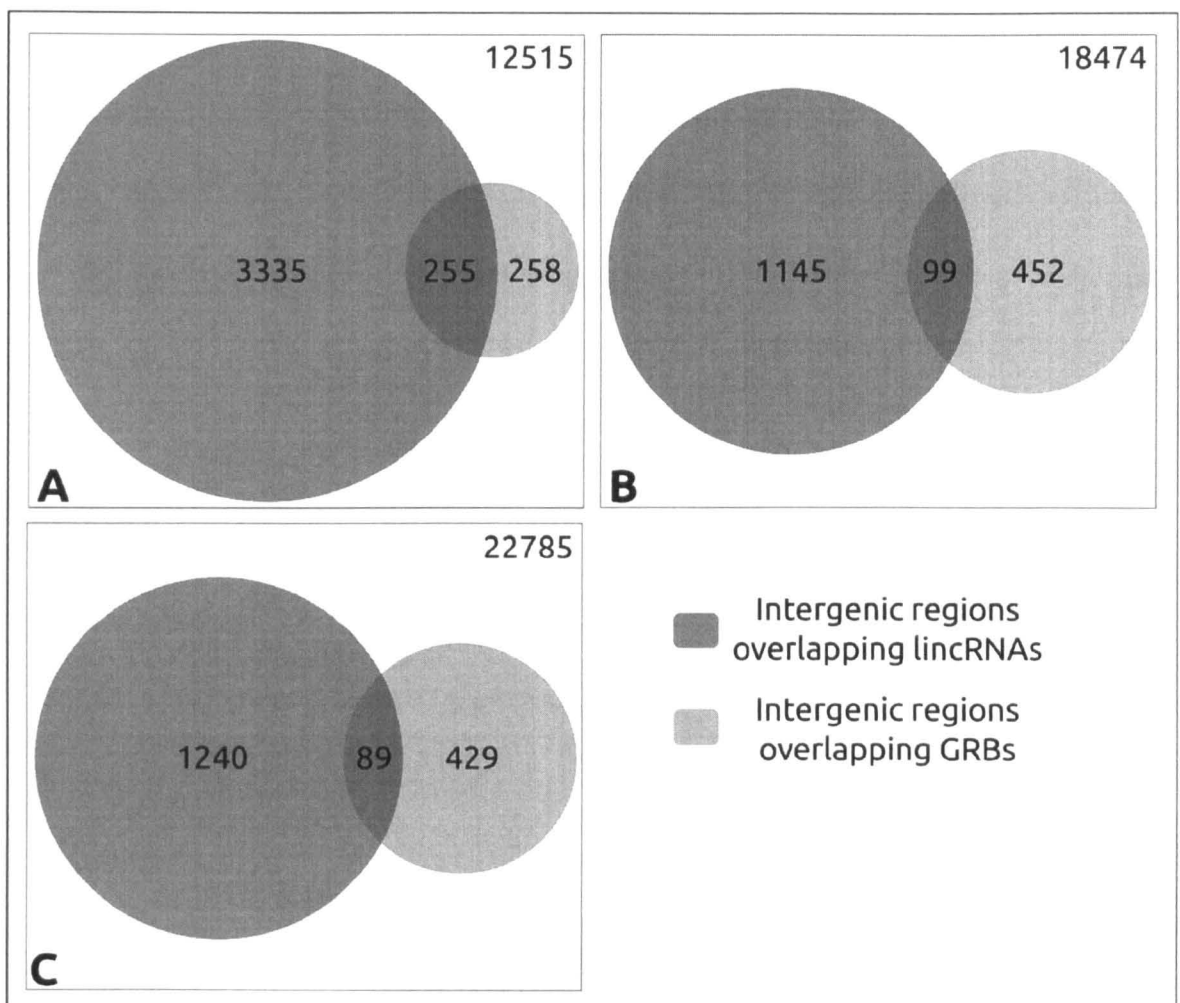 12515
3335
255
258
A
18474
1145
99
452
B
22785
1240
89
429
C
Intergenic regions
overlapping lincRNAs
Intergenic regions
overlapping GRBs